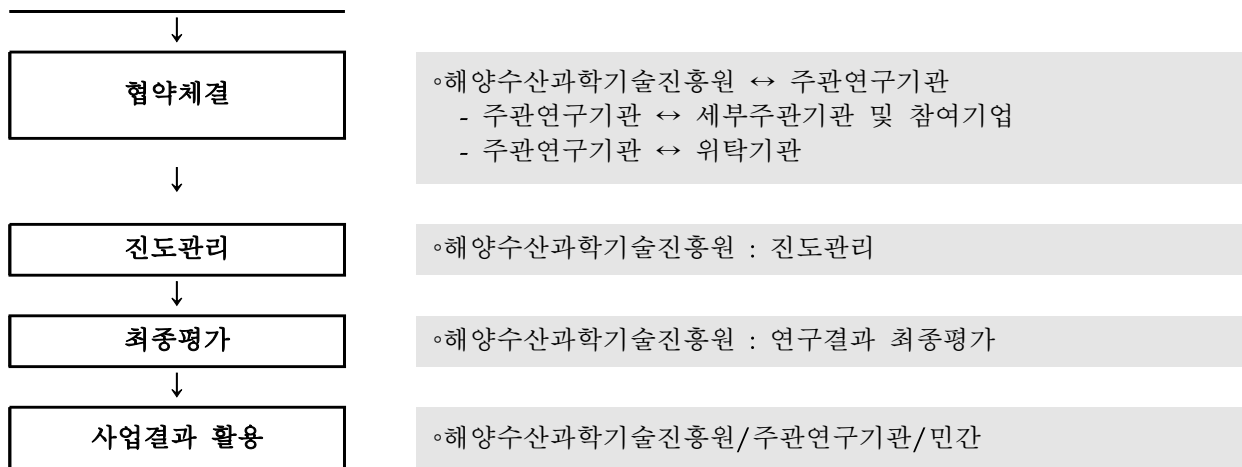 ↓
협약체결
◦해양수산과학기술진흥원 ↔ 주관연구기관
- 주관연구기관 ↔ 세부주관기관 및 참여기업
- 주관연구기관 ↔ 위탁기관
↓
진도관리
◦해양수산과학기술진흥원 : 진도관리
↓
최종평가
◦해양수산과학기술진흥원 : 연구결과 최종평가
↓
사업결과 활용
◦해양수산과학기술진흥원/주관연구기관/민간